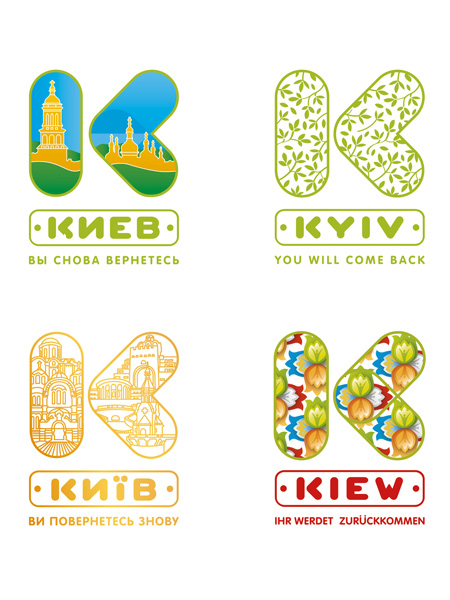 К
· КИЕВ ·
ВЫ СНОВА ВЕРНЕТЕСЬ
K
· KYIV ·
YOU WILL COME BACK
К
· КИЇВ ·
ВИ ПОВЕРНЕТЕСЬ ЗНОВУ
K
· KIEW ·
IHR WERDET ZURÜCKKOMMEN